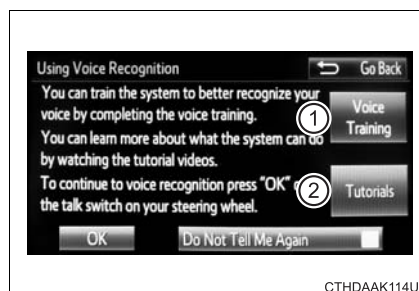 Using Voice Recognition
Go Back
You can train the system to better recognize your
voice by completing the voice training.
You can learn more about what the system can do
by watching the tutorial videos.
To continue to voice recognition press "OK"
the talk switch on your steering wheel.
1
Voice
Training
2
Tutorials
OK
Do Not Tell Me Again
CTHDAAK114U